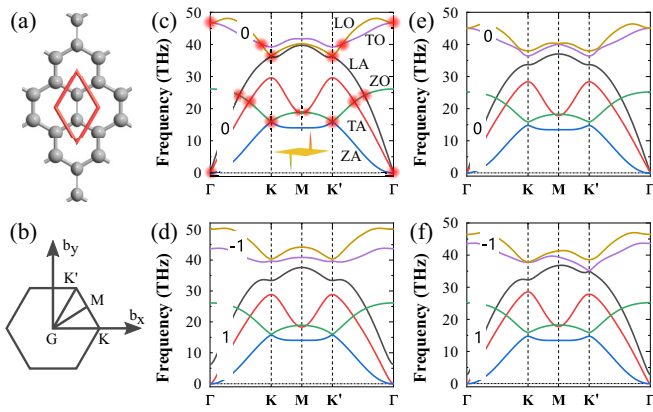 (a)
(c)
LO
TO
LA
ZO
TA
ZA
0
0
Frequency (THz)
50
40
30
20
10
0
Γ
K
M
K'
Γ
(e)
0
0
Frequency (THz)
50
40
30
20
10
0
Γ
K
M
K'
Γ
(b)
b_y
K'
M
G
K
b_x
(d)
-1
1
Frequency (THz)
50
40
30
20
10
0
Γ
K
M
K'
Γ
(f)
-1
1
Frequency (THz)
50
40
30
20
10
0
Γ
K
M
K'
Γ